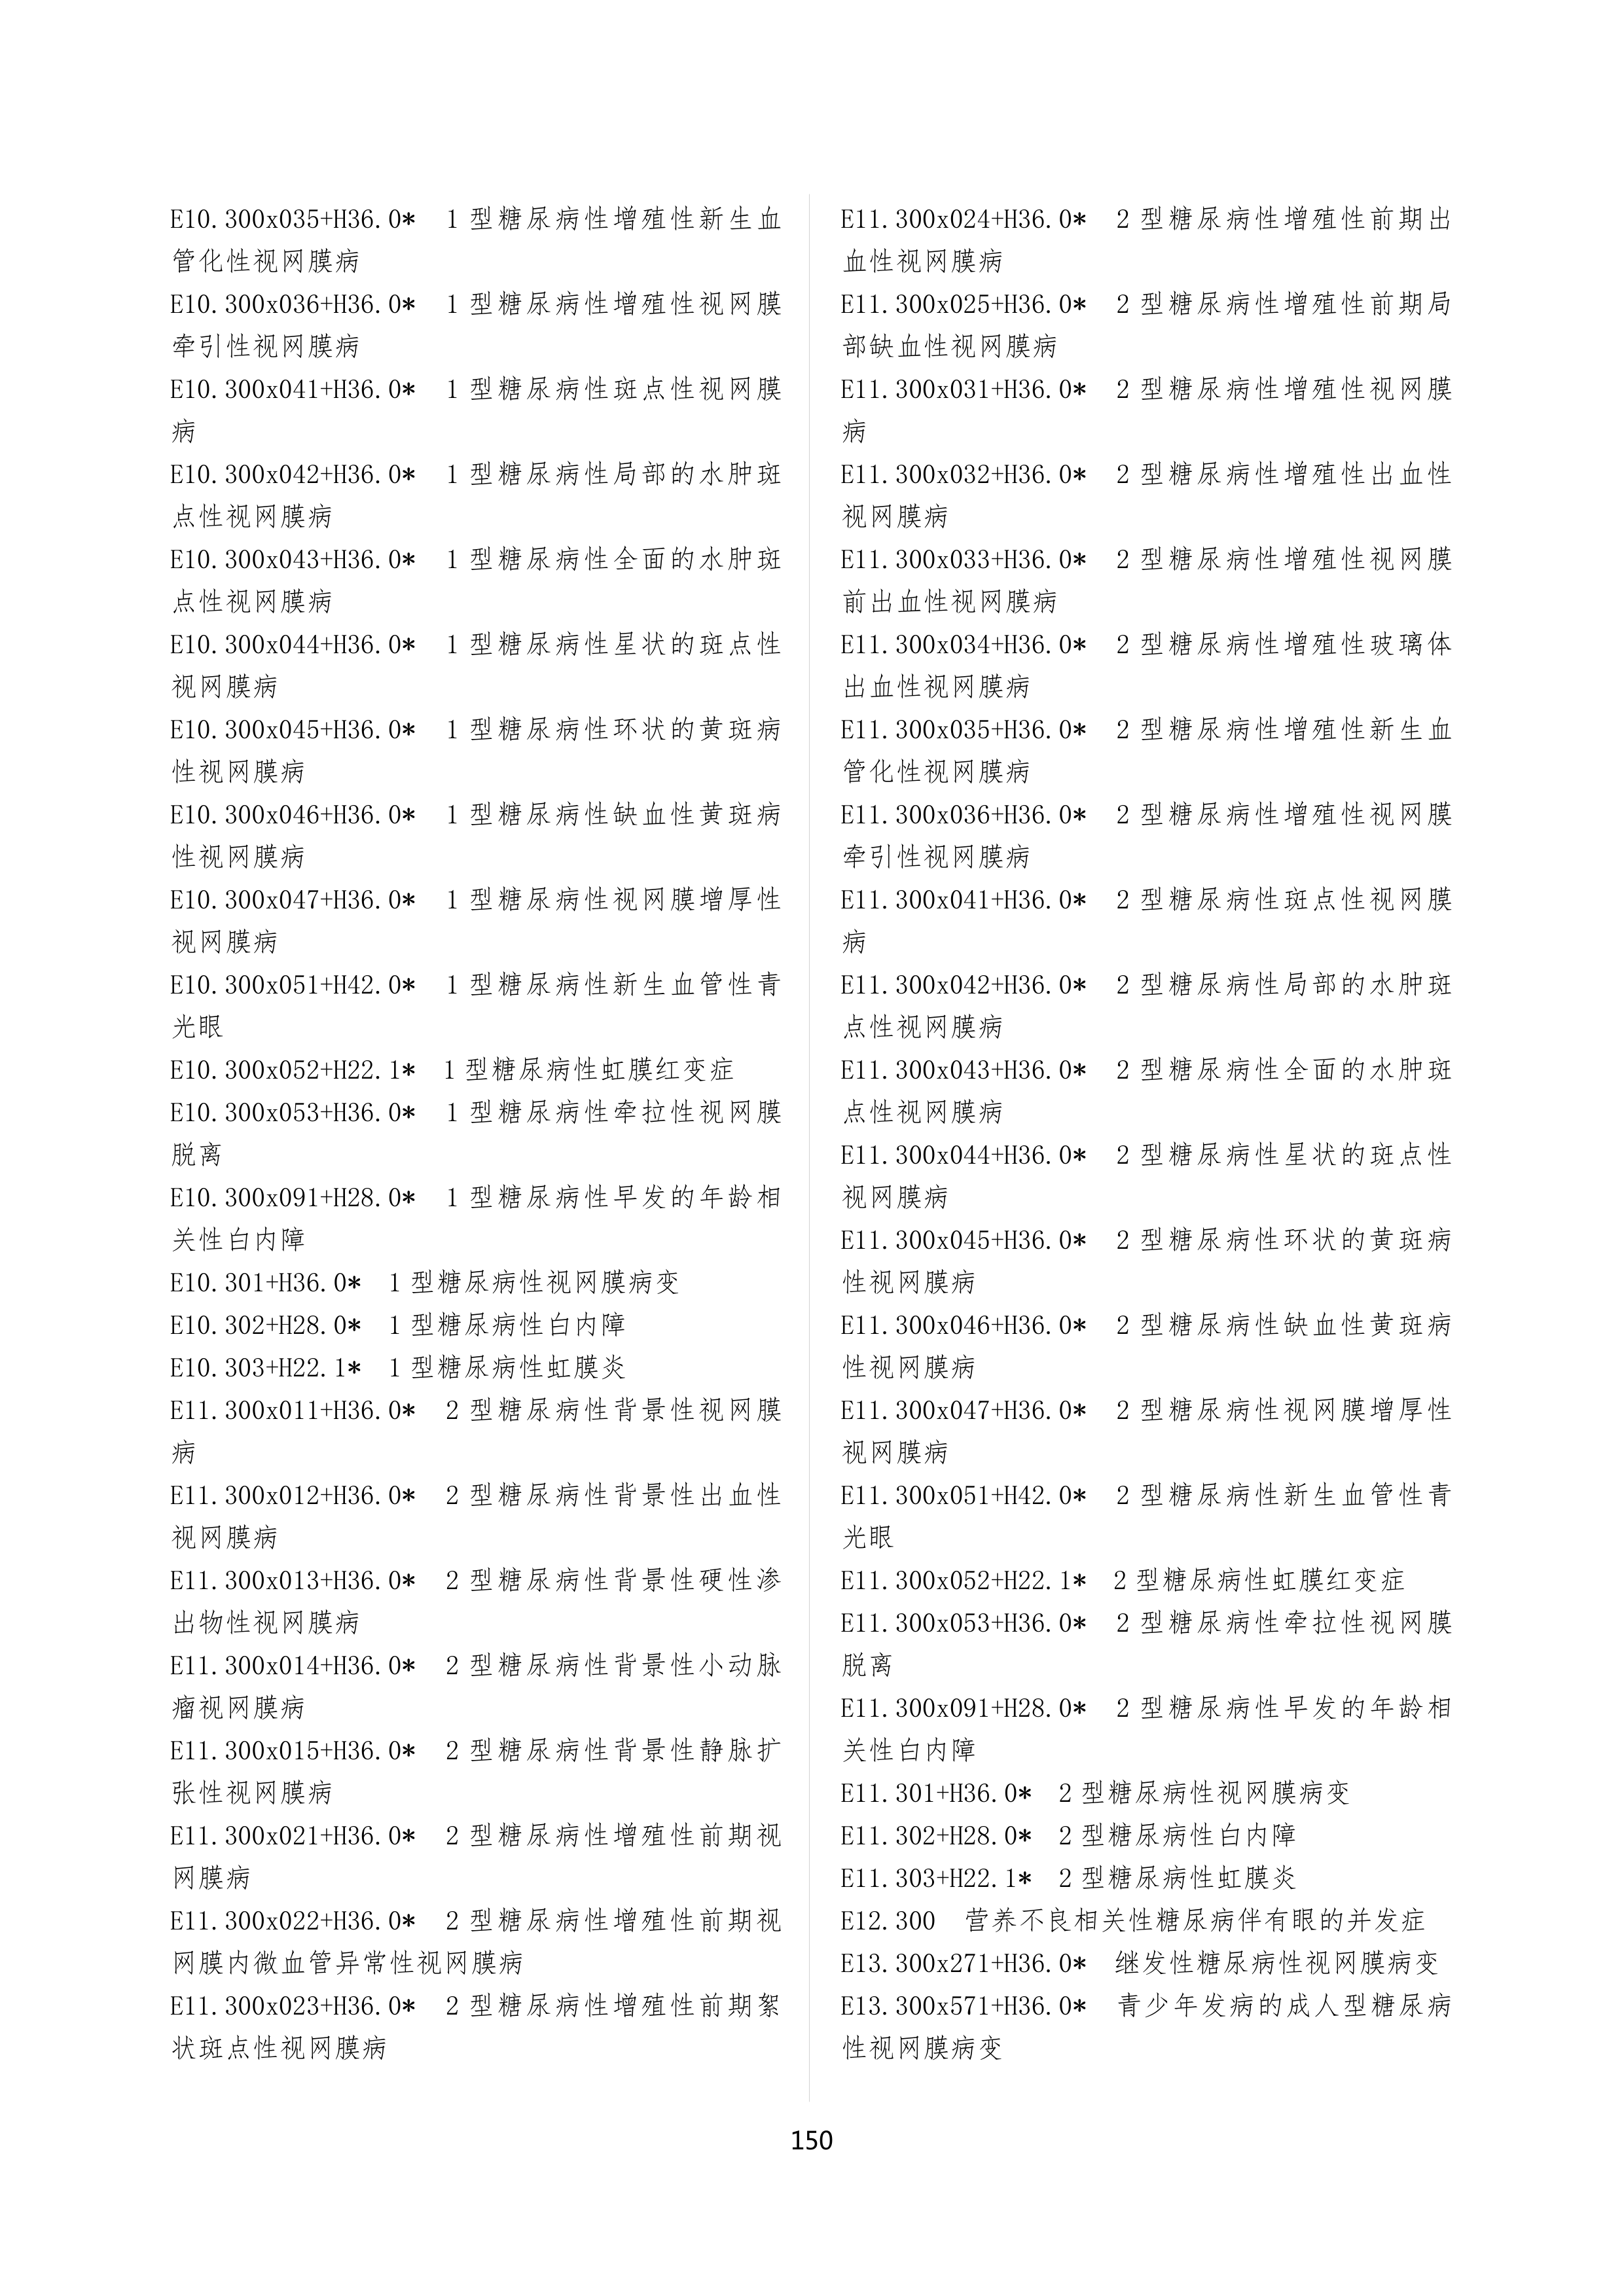 E10.300x035+H36.0* 1 型糖尿病性增殖性新生血
管化性视网膜病
E10.300x036+H36.0* 1 型糖尿病性增殖性视网膜
牵引性视网膜病
E10.300x041+H36.0* 1 型糖尿病性斑点性视网膜
病
E10.300x042+H36.0* 1 型糖尿病性局部的水肿斑
点性视网膜病
E10.300x043+H36.0* 1 型糖尿病性全面的水肿斑
点性视网膜病
E10.300x044+H36.0* 1 型糖尿病性星状的斑点性
视网膜病
E10.300x045+H36.0* 1 型糖尿病性环状的黄斑病
性视网膜病
E10.300x046+H36.0* 1 型糖尿病性缺血性黄斑病
性视网膜病
E10.300x047+H36.0* 1 型糖尿病性视网膜增厚性
视网膜病
E10.300x051+H42.0* 1 型糖尿病性新生血管性青
光眼
E10.300x052+H22.1* 1 型糖尿病性虹膜红变症
E10.300x053+H36.0* 1 型糖尿病性牵拉性视网膜
脱离
E10.300x091+H28.0* 1 型糖尿病性早发的年龄相
关性白内障
E10.301+H36.0* 1 型糖尿病性视网膜病变
E10.302+H28.0* 1 型糖尿病性白内障
E10.303+H22.1* 1 型糖尿病性虹膜炎
E11.300x011+H36.0* 2 型糖尿病性背景性视网膜
病
E11.300x012+H36.0* 2 型糖尿病性背景性出血性
视网膜病
E11.300x013+H36.0* 2 型糖尿病性背景性硬性渗
出物性视网膜病
E11.300x014+H36.0* 2 型糖尿病性背景性小动脉
瘤视网膜病
E11.300x015+H36.0* 2 型糖尿病性背景性静脉扩
张性视网膜病
E11.300x021+H36.0* 2 型糖尿病性增殖性前期视
网膜病
E11.300x022+H36.0* 2 型糖尿病性增殖性前期视
网膜内微血管异常性视网膜病
E11.300x023+H36.0* 2 型糖尿病性增殖性前期絮
状斑点性视网膜病
E11.300x024+H36.0* 2 型糖尿病性增殖性前期出
血性视网膜病
E11.300x025+H36.0* 2 型糖尿病性增殖性前期局
部缺血性视网膜病
E11.300x031+H36.0* 2 型糖尿病性增殖性视网膜
病
E11.300x032+H36.0* 2 型糖尿病性增殖性出血性
视网膜病
E11.300x033+H36.0* 2 型糖尿病性增殖性视网膜
前出血性视网膜病
E11.300x034+H36.0* 2 型糖尿病性增殖性玻璃体
出血性视网膜病
E11.300x035+H36.0* 2 型糖尿病性增殖性新生血
管化性视网膜病
E11.300x036+H36.0* 2 型糖尿病性增殖性视网膜
牵引性视网膜病
E11.300x041+H36.0* 2 型糖尿病性斑点性视网膜
病
E11.300x042+H36.0* 2 型糖尿病性局部的水肿斑
点性视网膜病
E11.300x043+H36.0* 2 型糖尿病性全面的水肿斑
点性视网膜病
E11.300x044+H36.0* 2 型糖尿病性星状的斑点性
视网膜病
E11.300x045+H36.0* 2 型糖尿病性环状的黄斑病
性视网膜病
E11.300x046+H36.0* 2 型糖尿病性缺血性黄斑病
性视网膜病
E11.300x047+H36.0* 2 型糖尿病性视网膜增厚性
视网膜病
E11.300x051+H42.0* 2 型糖尿病性新生血管性青
光眼
E11.300x052+H22.1* 2 型糖尿病性虹膜红变症
E11.300x053+H36.0* 2 型糖尿病性牵拉性视网膜
脱离
E11.300x091+H28.0* 2 型糖尿病性早发的年龄相
关性白内障
E11.301+H36.0* 2 型糖尿病性视网膜病变
E11.302+H28.0* 2 型糖尿病性白内障
E11.303+H22.1* 2 型糖尿病性虹膜炎
E12.300 营养不良相关性糖尿病伴有眼的并发症
E13.300x271+H36.0* 继发性糖尿病性视网膜病变
E13.300x571+H36.0* 青少年发病的成人型糖尿病
性视网膜病变
150